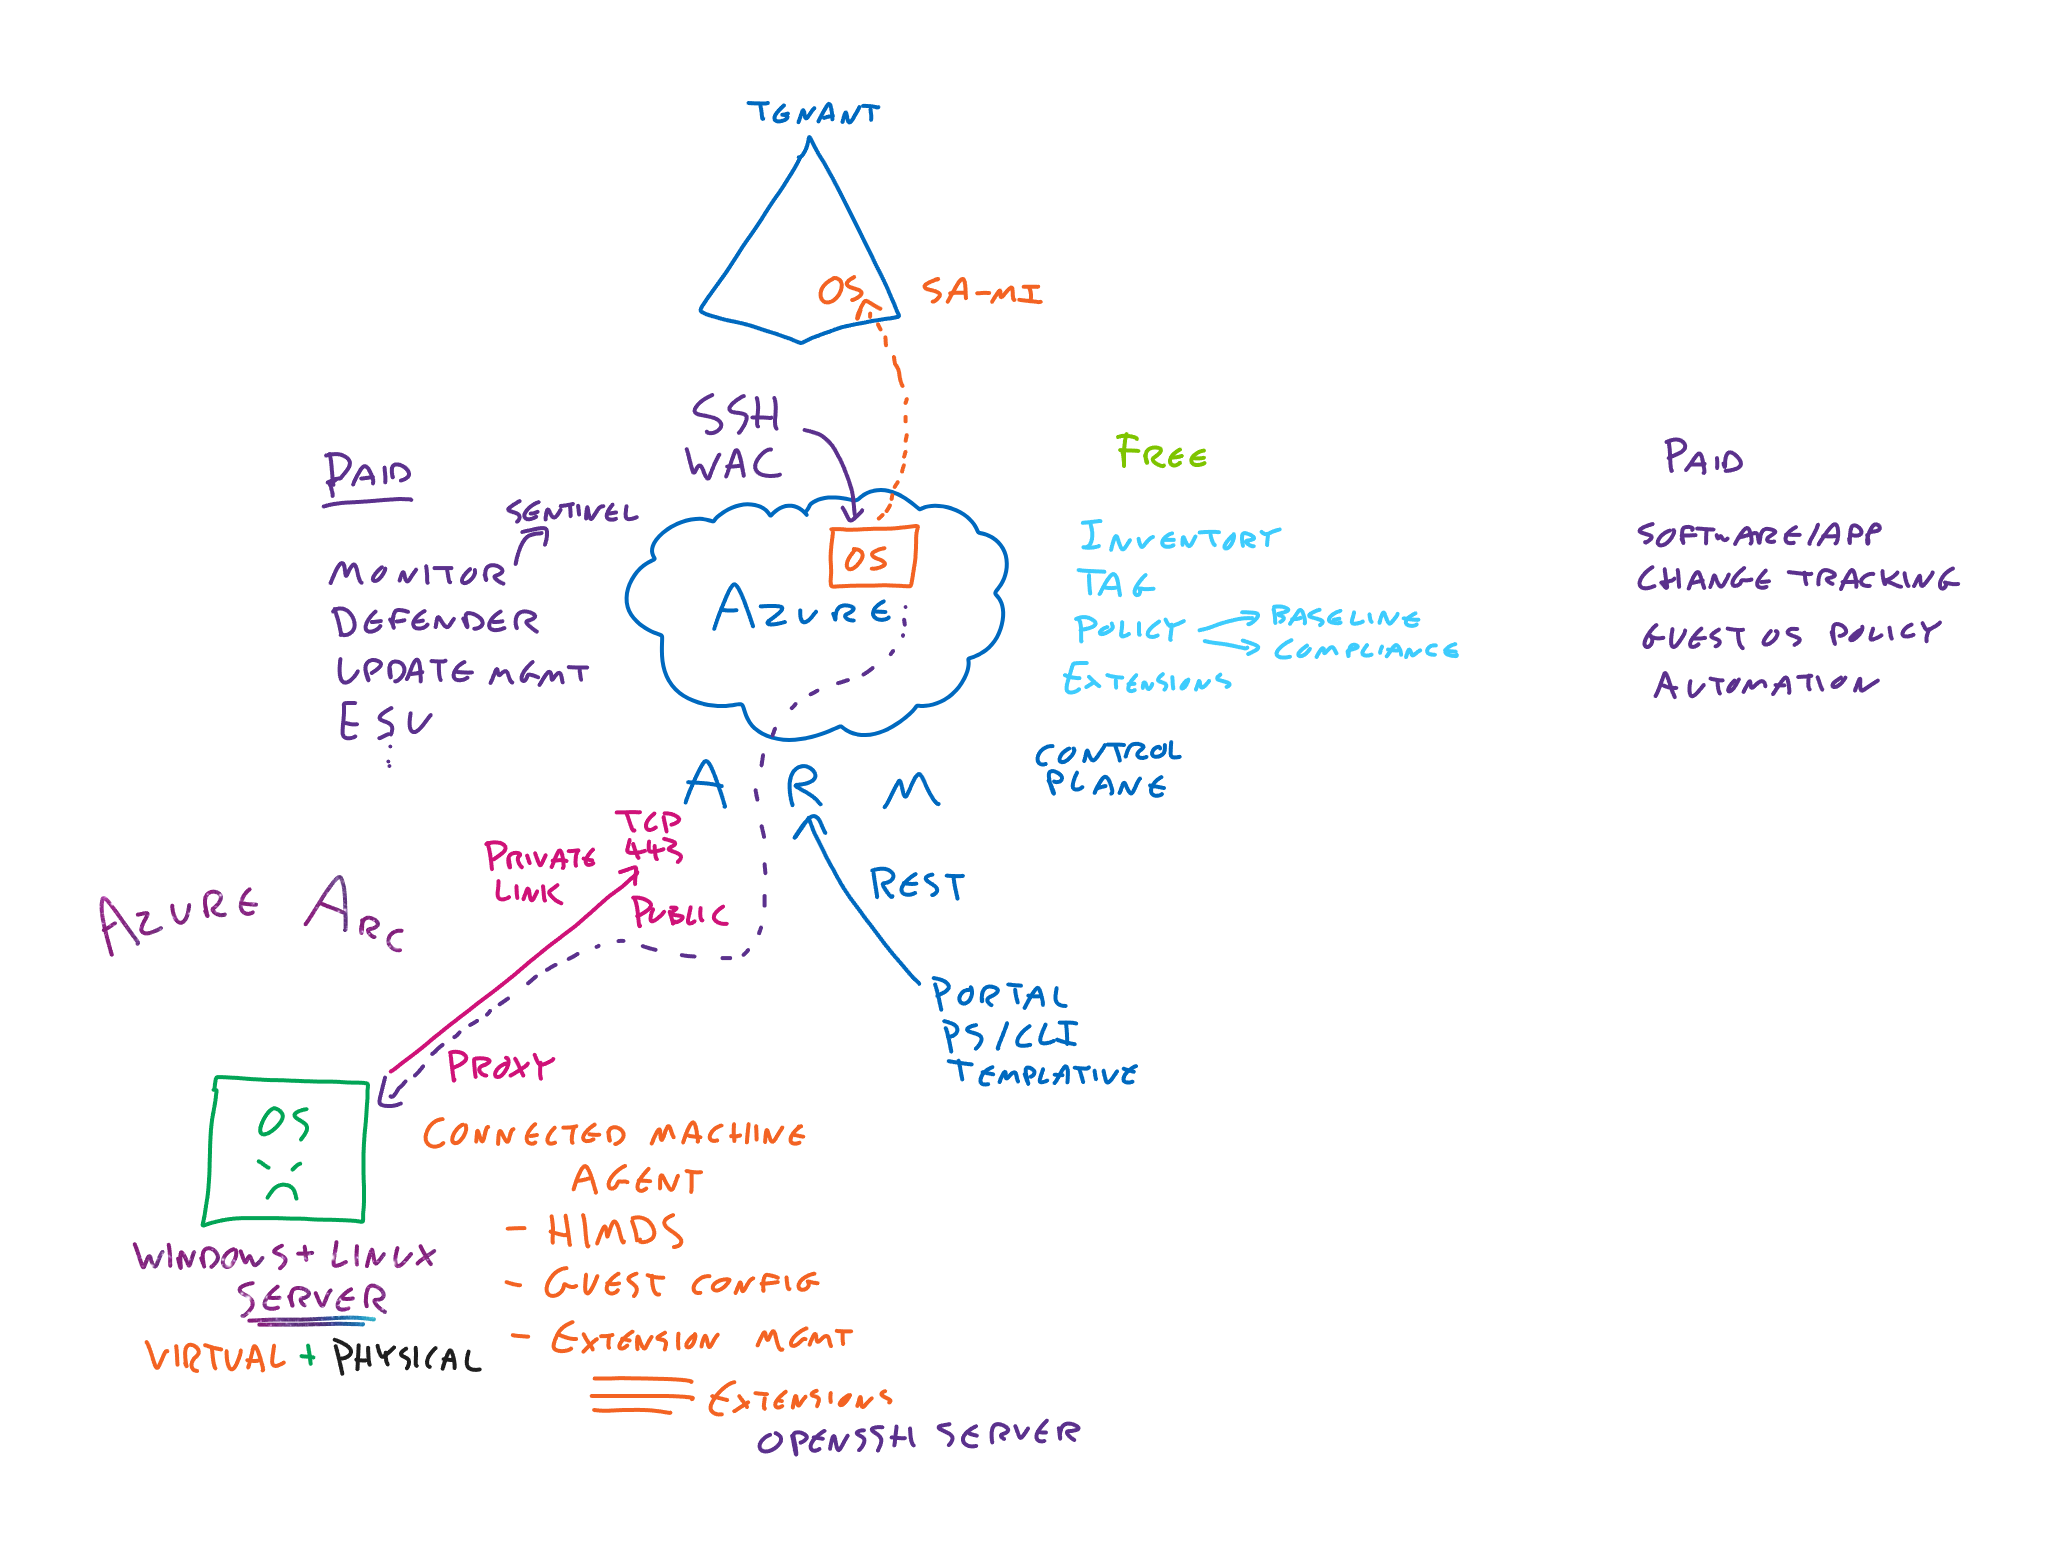 TENANT
OS SA-MI
SSH
WAC
OS
AZURE
PAID
SENTINEL
MONITOR
DEFENDER
UPDATE MGMT
ESU
FREE
INVENTORY
TAG
POLICY
BASELINE
COMPLIANCE
EXTENSIONS
PAID
SOFTWARE/APP
CHANGE TRACKING
GUEST OS POLICY
AUTOMATION
CONTROL
PLANE
A R M
TCP
443
PRIVATE
LINK
PUBLIC
REST
AZURE ARC
PORTAL
PS/CLI
TEMPLATIVE
PROXY
OS
WINDOWS + LINUX
SERVER
VIRTUAL + PHYSICAL
CONNECTED MACHINE
AGENT
- HIMDS
- GUEST CONFIG
- EXTENSION MGMT
EXTENSIONS
OPENSSH SERVER